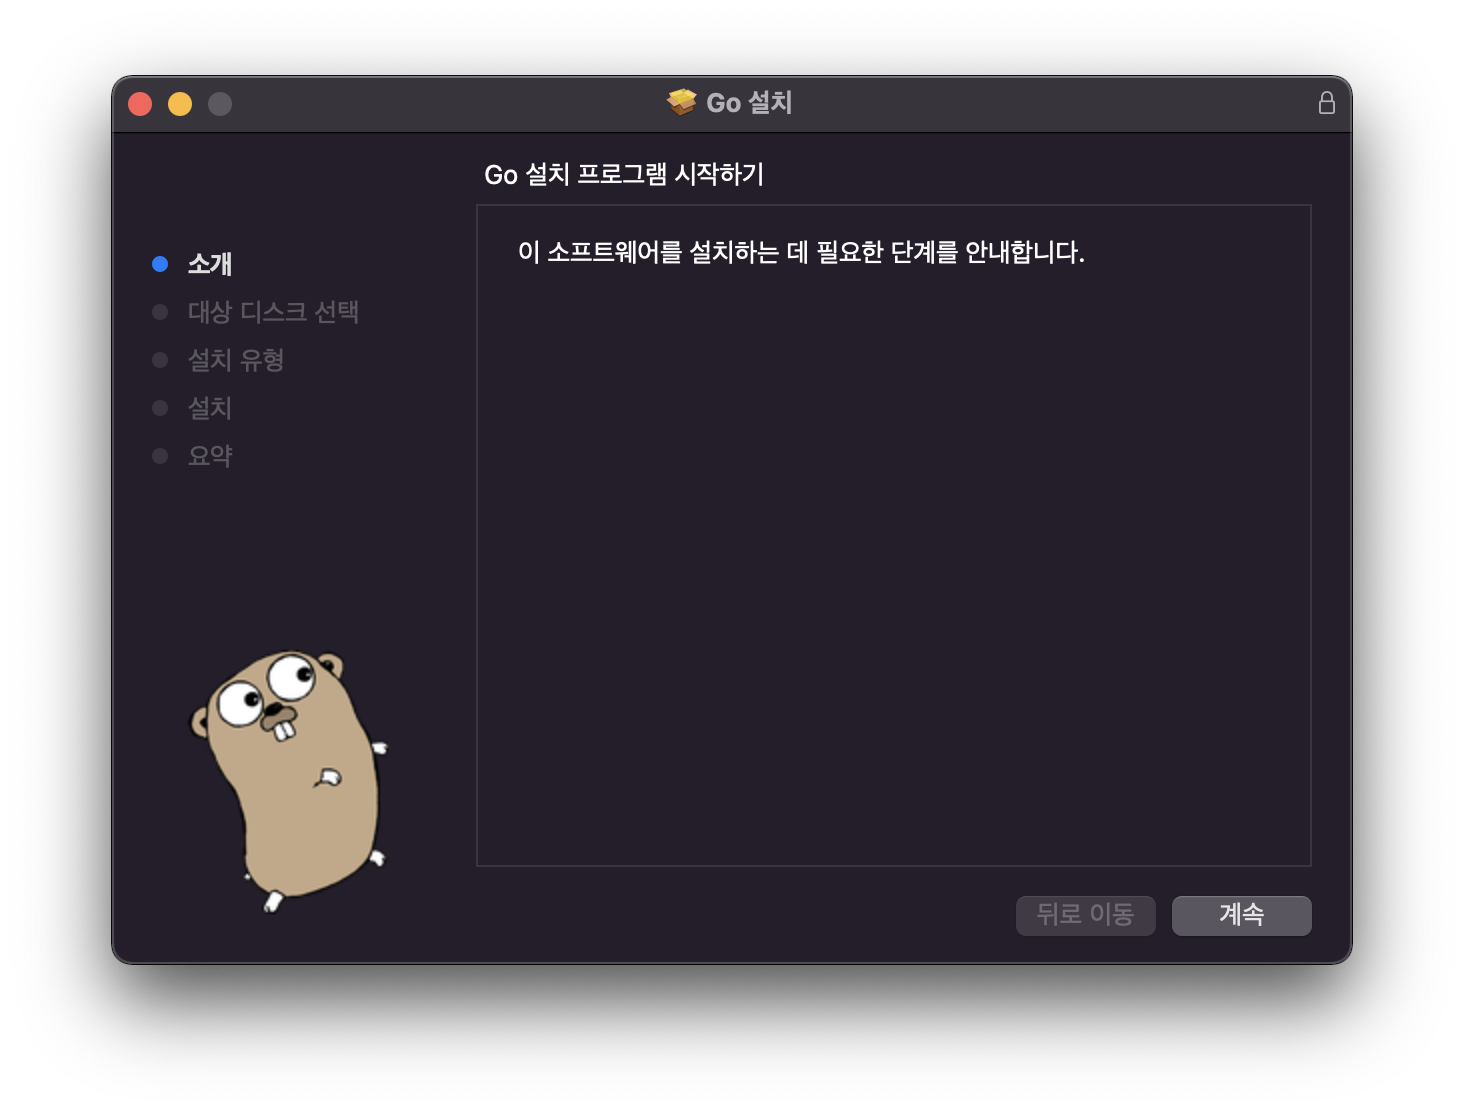 Go 설치
Go 설치 프로그램 시작하기
소개
대상 디스크 선택
설치 유형
설치
요약
이 소프트웨어를 설치하는 데 필요한 단계를 안내합니다.
뒤로 이동
계속